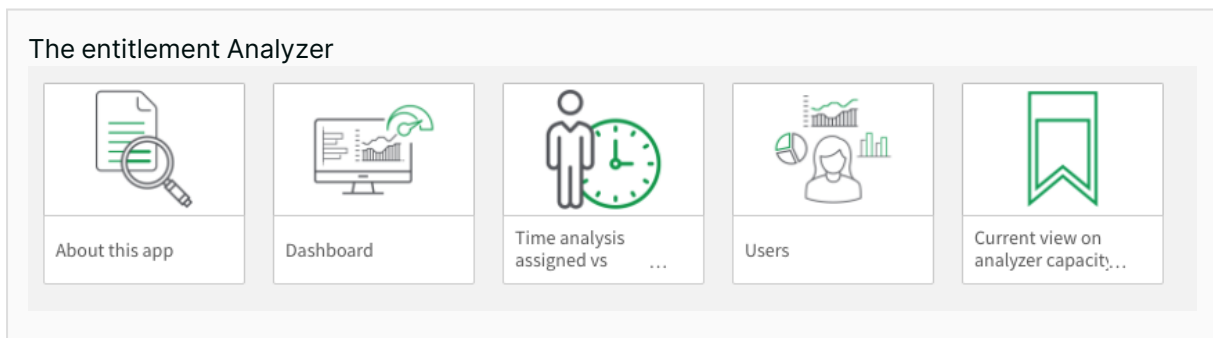 The entitlement Analyzer
About this app
Dashboard
Time analysis
assigned vs ...
Users
Current view on
analyzer capacity...